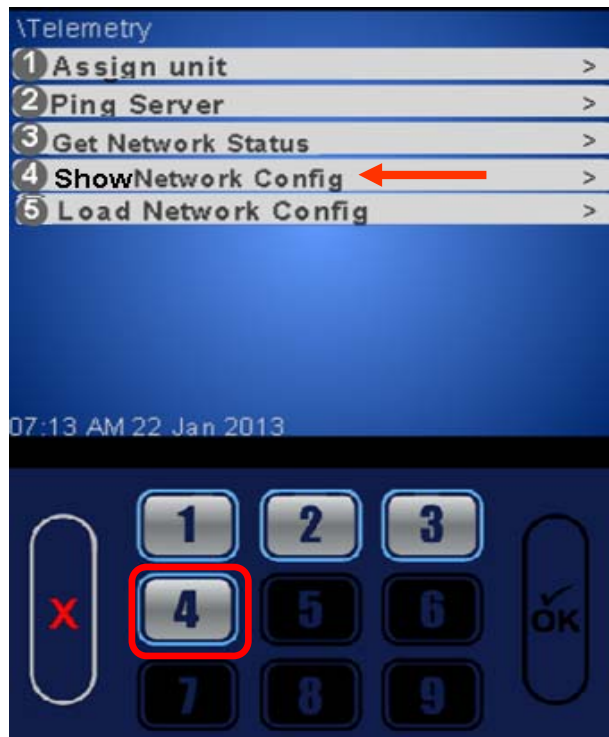 \Telemetry
1 Assign unit >
2 Ping Server >
3 Get Network Status >
4 ShowNetwork Config >
5 Load Network Config >
07:13 AM 22 Jan 2013
1 2 3
X 4 5 6 OK
7 8 9